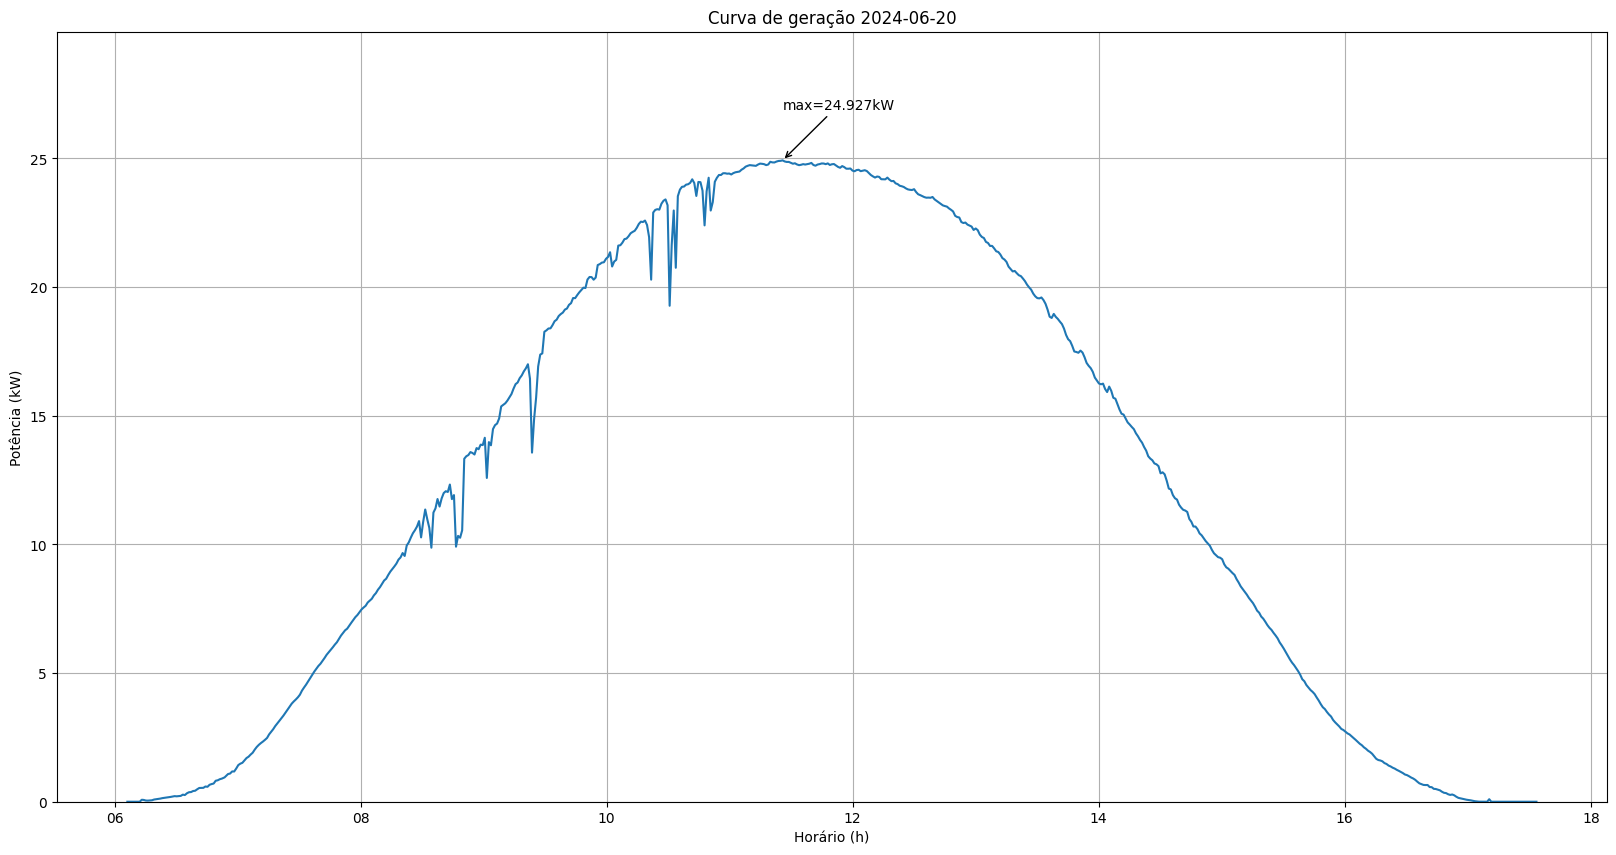 Curva de geração 2024-06-20
max=24.927kW
25
20
15
10
5
0
Potência (kW)
06 08 10 12 14 16 18
Horário (h)